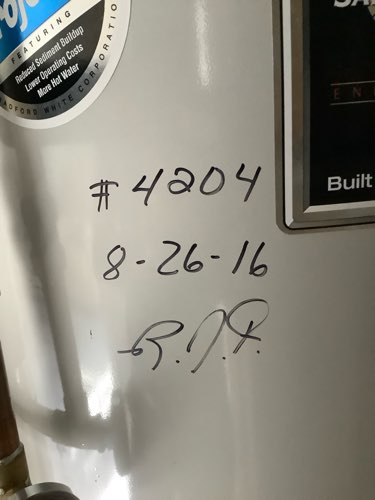 FEATURING
Reduced Sediment Buildup
Lower Operating Costs
More Hot Water
# 4204
8-26-16
R.J.P.
Built